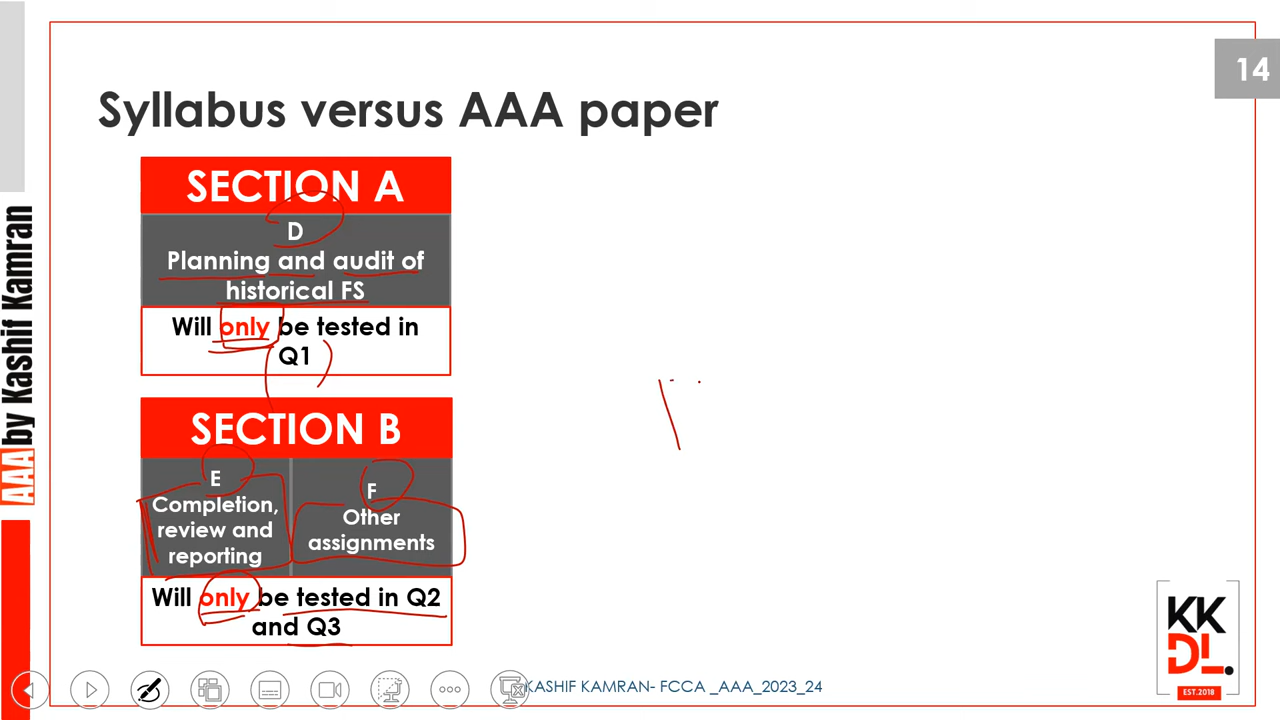 14
Syllabus versus AAA paper
SECTION A
D
Planning and audit of
historical FS
Will only be tested in
Q1
SECTION B
E
Completion,
review and
reporting
F
Other
assignments
Will only be tested in Q2
and Q3
AAA by Kashif Kamran
KASHIF KAMRAN- FCCA _AAA_2023_24
KK
DL.
EST.2018